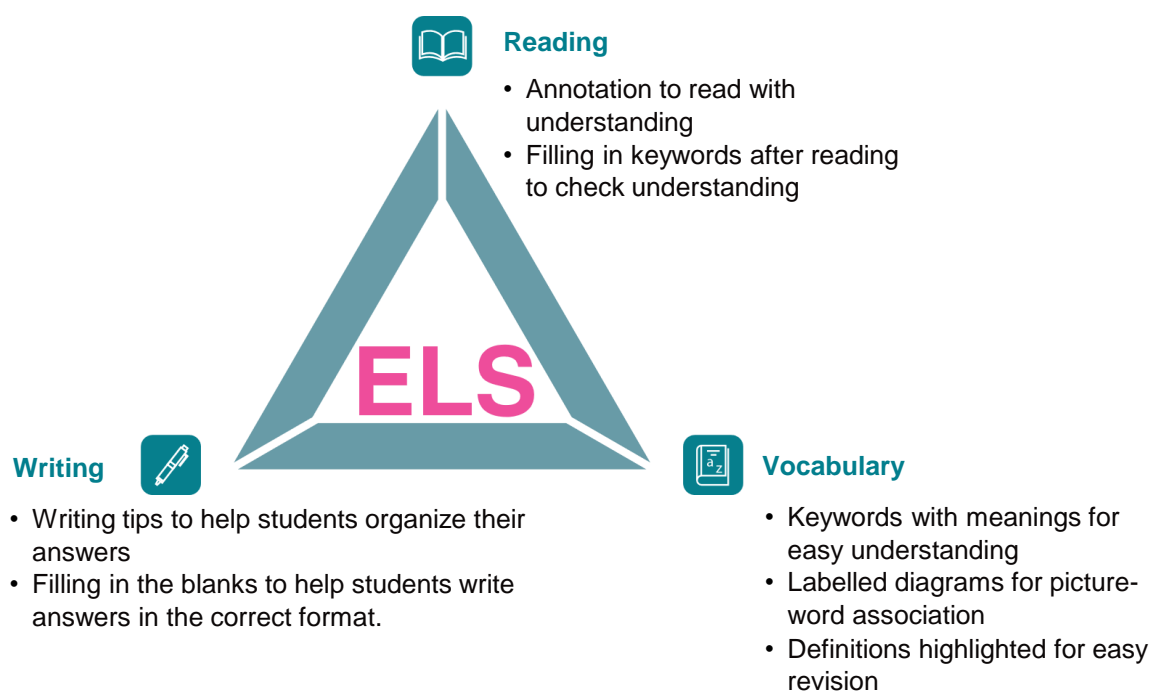 Reading
• Annotation to read with
understanding
• Filling in keywords after reading
to check understanding
ELS
Writing
• Writing tips to help students organize their
answers
• Filling in the blanks to help students write
answers in the correct format.
a z
Vocabulary
• Keywords with meanings for
easy understanding
• Labelled diagrams for picture-
word association
• Definitions highlighted for easy
revision